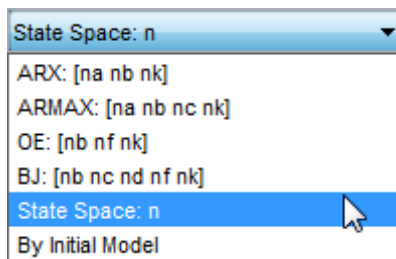 State Space: n
ARX: [na nb nk]
ARMAX: [na nb nc nk]
OE: [nb nf nk]
BJ: [nb nc nd nf nk]
State Space: n
By Initial Model